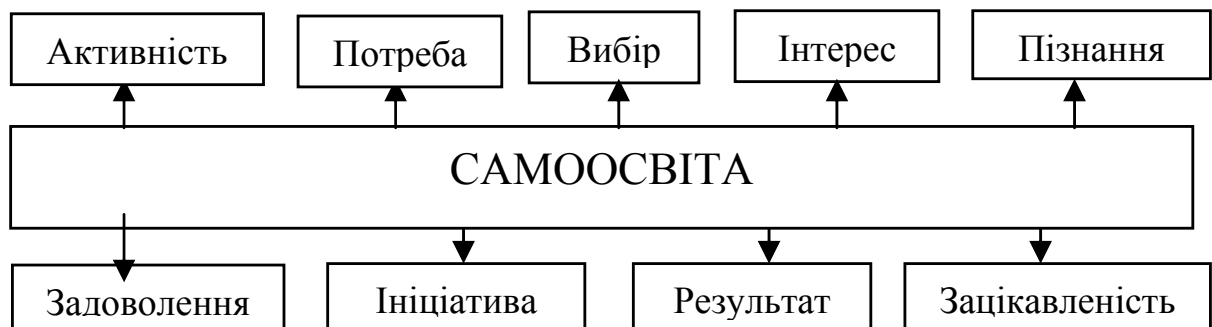 Активність Потреба Вибір Інтерес Пізнання
САМООСВІТА
Задоволення Ініціатива Результат Зацікавленість